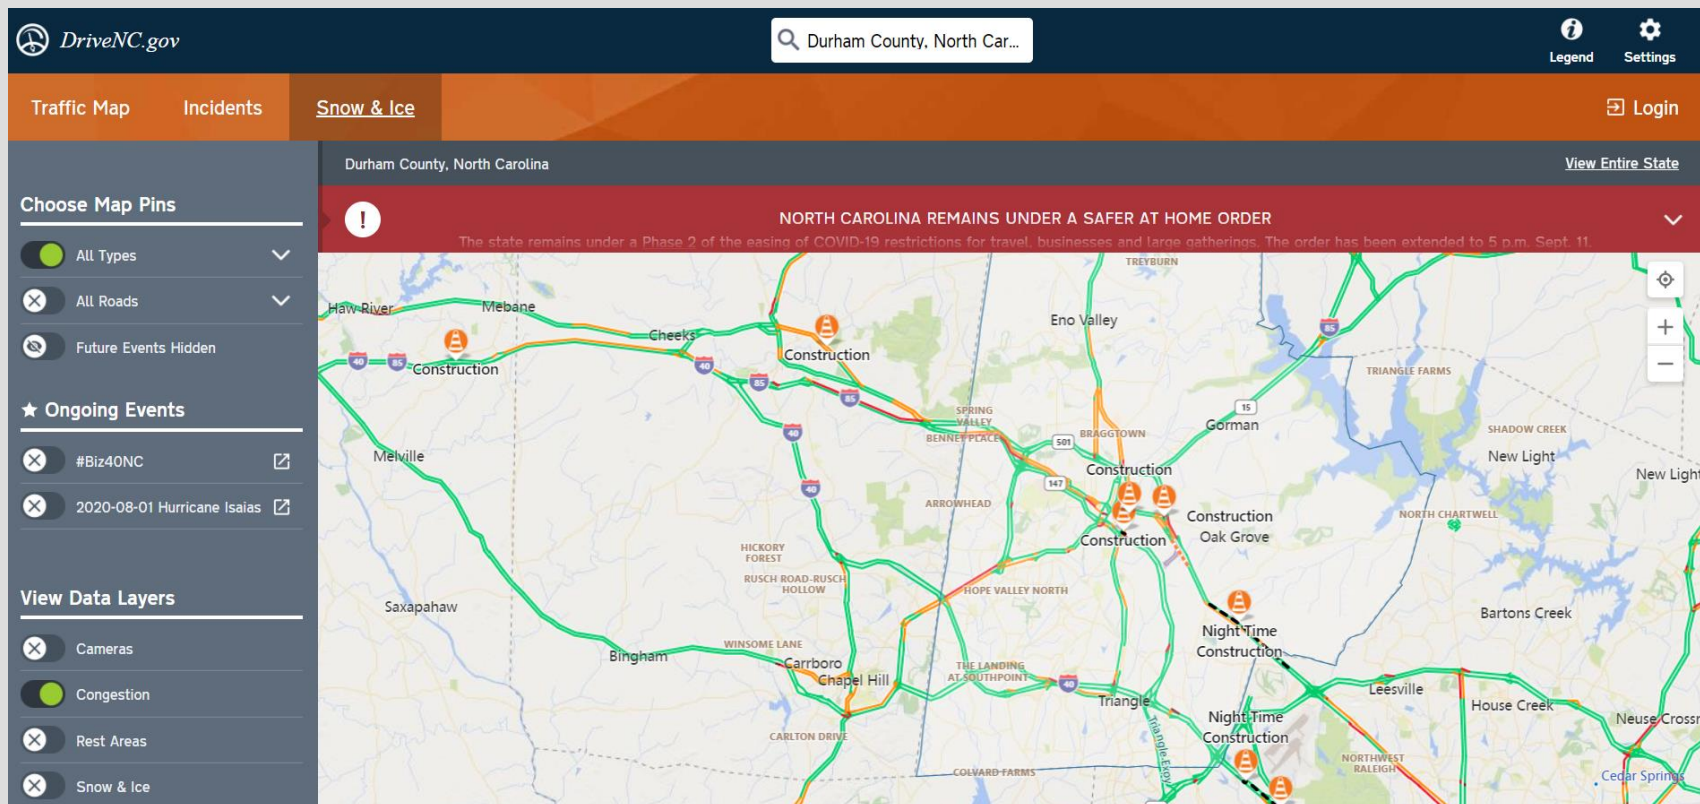 DriveNC.gov
Durham County, North Car...
Legend
Settings
Traffic Map
Incidents
Snow & Ice
Login
Durham County, North Carolina
View Entire State
Choose Map Pins
All Types
All Roads
Future Events Hidden
★ Ongoing Events
#Biz40NC
2020-08-01 Hurricane Isaias
View Data Layers
Cameras
Congestion
Rest Areas
Snow & Ice
NORTH CAROLINA REMAINS UNDER A SAFER AT HOME ORDER
The state remains under a Phase 2 of the easing of COVID-19 restrictions for travel, businesses and large gatherings. The order has been extended to 5 p.m. Sept. 11.
TREYBURN
Haw River
Mebane
Eno Valley
85
Cheeks
Construction
40
85
Construction
40
TRIANGLE FARMS
85
85
15
SPRING
VALLEY
Gorman
40
BENNET PLACE
501
BRAGGTOWN
SHADOW CREEK
Melville
New Light
Construction
New Light
40
147
ARROWHEAD
Construction
NORTH CHARTWELL
Oak Grove
Construction
HICKORY
FOREST
RUSCH ROAD-RUSCH
HOLLOW
HOPE VALLEY NORTH
Saxapahaw
Bartons Creek
Night Time
Construction
WINSOME LANE
Bingham
Carrboro
Chapel Hill
THE LANDING
AT SOUTHPOINT
40
Leesville
Triangle
House Creek
Night Time
Construction
Neuse Crossr
CARLTON DRIVE
Triangle Expy
NORTHWEST
RALEIGH
COLVARD FARMS
Cedar Springs